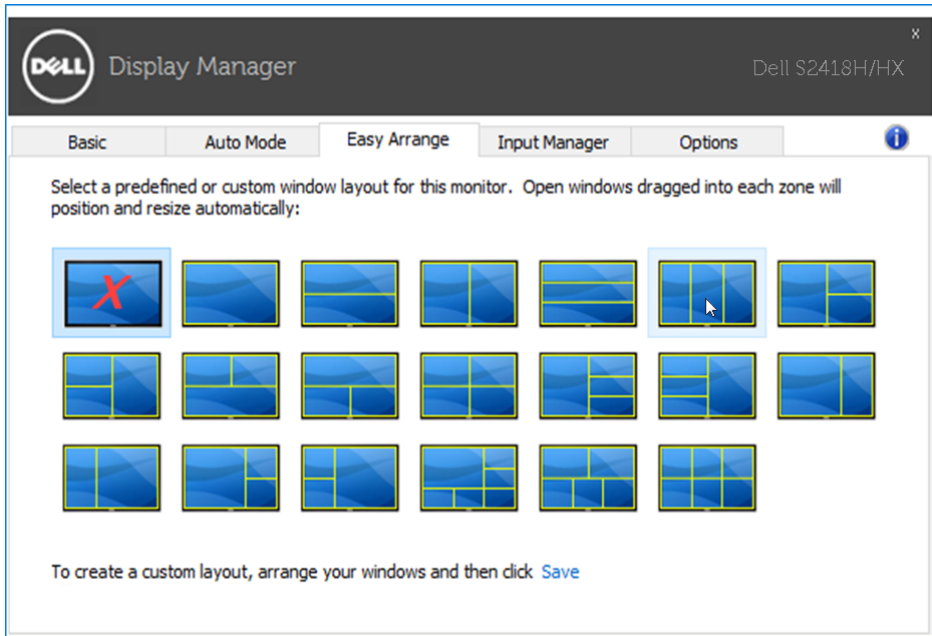 X
DELL Display Manager
Dell S2418H/HX
Basic Auto Mode Easy Arrange Input Manager Options
Select a predefined or custom window layout for this monitor. Open windows dragged into each zone will
position and resize automatically:
X
To create a custom layout, arrange your windows and then click Save